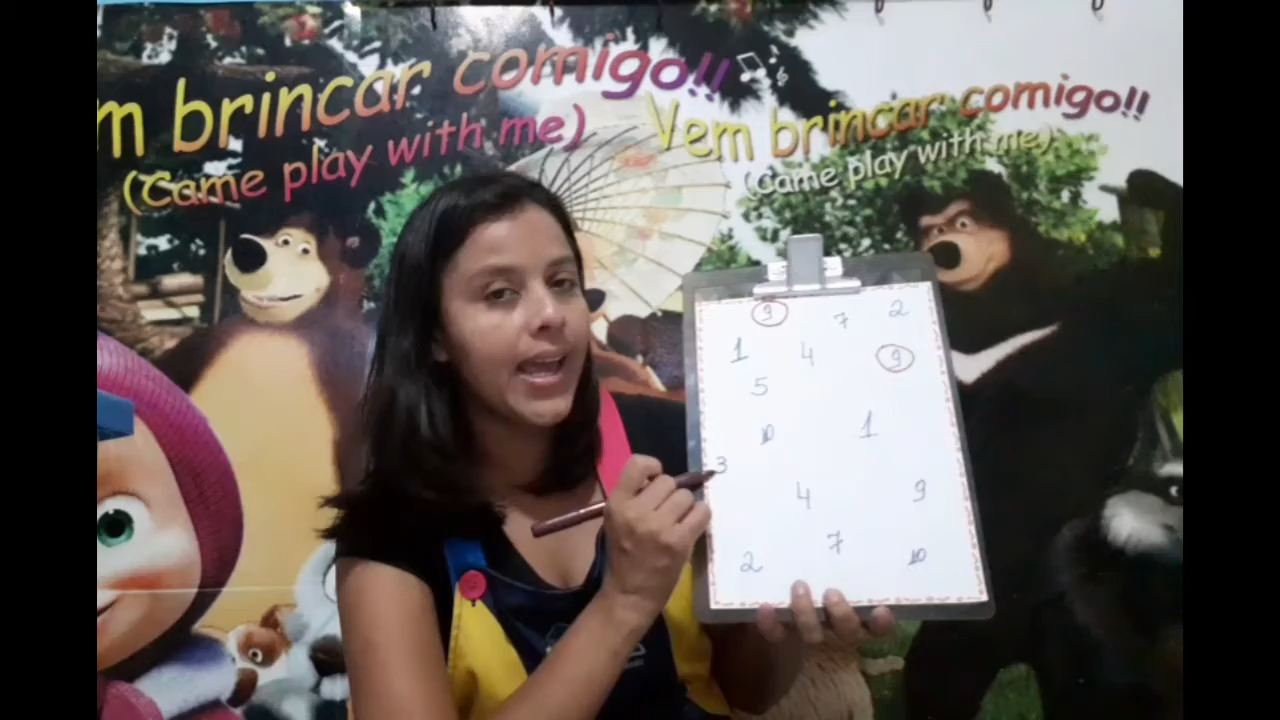 m brincar comigo!!
(Came play with me)
Vem brincar comigo!!
(Came play with me)
9 7 2
1 4 9
5
10 1
3
4 9
7
2 10